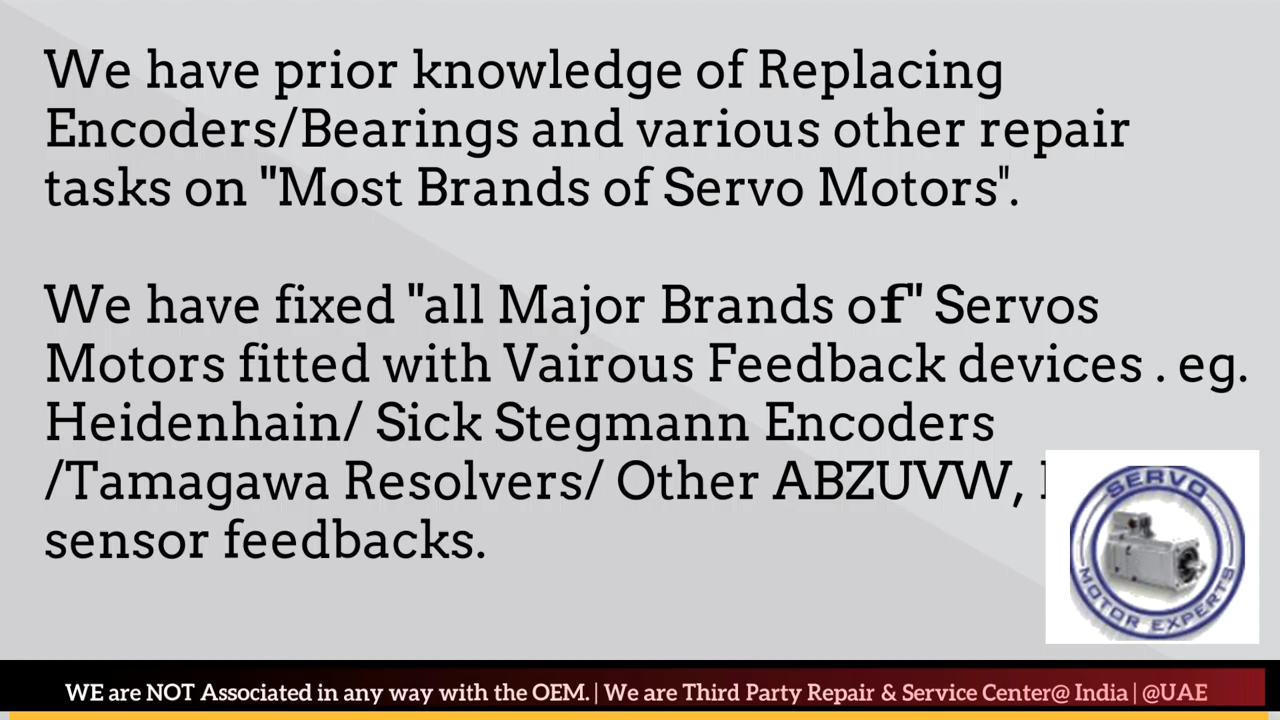 We have prior knowledge of Replacing
Encoders/Bearings and various other repair
tasks on "Most Brands of Servo Motors".
We have fixed "all Major Brands of" Servos
Motors fitted with Vairous Feedback devices . eg.
Heidenhain/ Sick Stegmann Encoders
/Tamagawa Resolvers/ Other ABZUVW,
sensor feedbacks.
SERVO
MOTOR EXPERTS
WE are NOT Associated in any way with the OEM. | We are Third Party Repair & Service Center@ India | @UAE